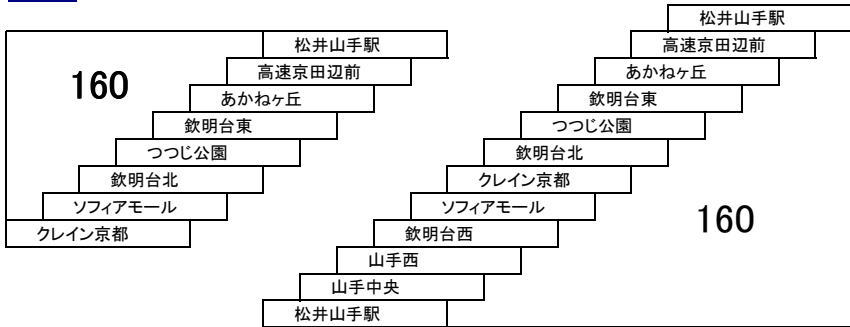 松井山手駅
高速京田辺前
あかねヶ丘
欽明台東
つつじ公園
欽明台北
ソフィアモール
クレイン京都
160
松井山手駅
高速京田辺前
あかねヶ丘
欽明台東
つつじ公園
欽明台北
クレイン京都
ソフィアモール
欽明台西
山手西
山手中央
松井山手駅
160